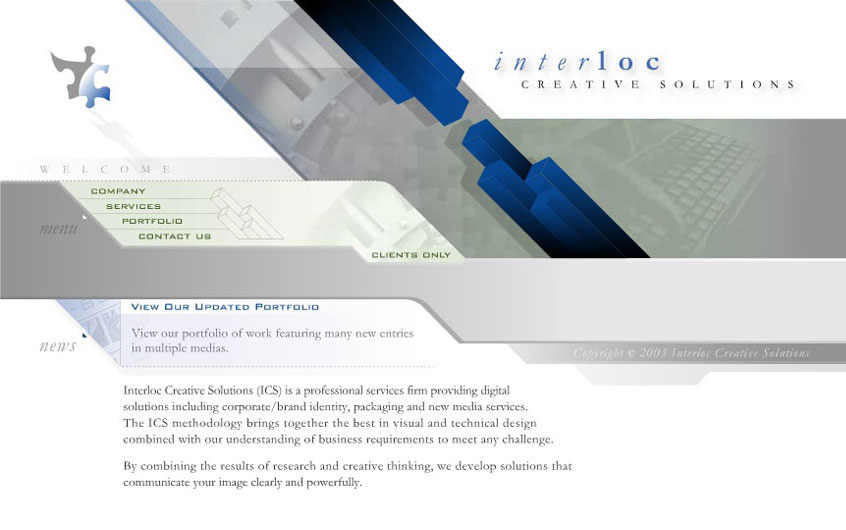 interloc
CREATIVE SOLUTIONS
WELCOME
COMPANY
SERVICES
PORTFOLIO
menu
CONTACT US
CLIENTS ONLY
VIEW OUR UPDATED PORTFOLIO
View our portfolio of work featuring many new entries
in multiple medias.
news
Copyright © 2003 Interloc Creative Solutions
Interloc Creative Solutions (ICS) is a professional services firm providing digital
solutions including corporate/brand identity, packaging and new media services.
The ICS methodology brings together the best in visual and technical design
combined with our understanding of business requirements to meet any challenge.
By combining the results of research and creative thinking, we develop solutions that
communicate your image clearly and powerfully.